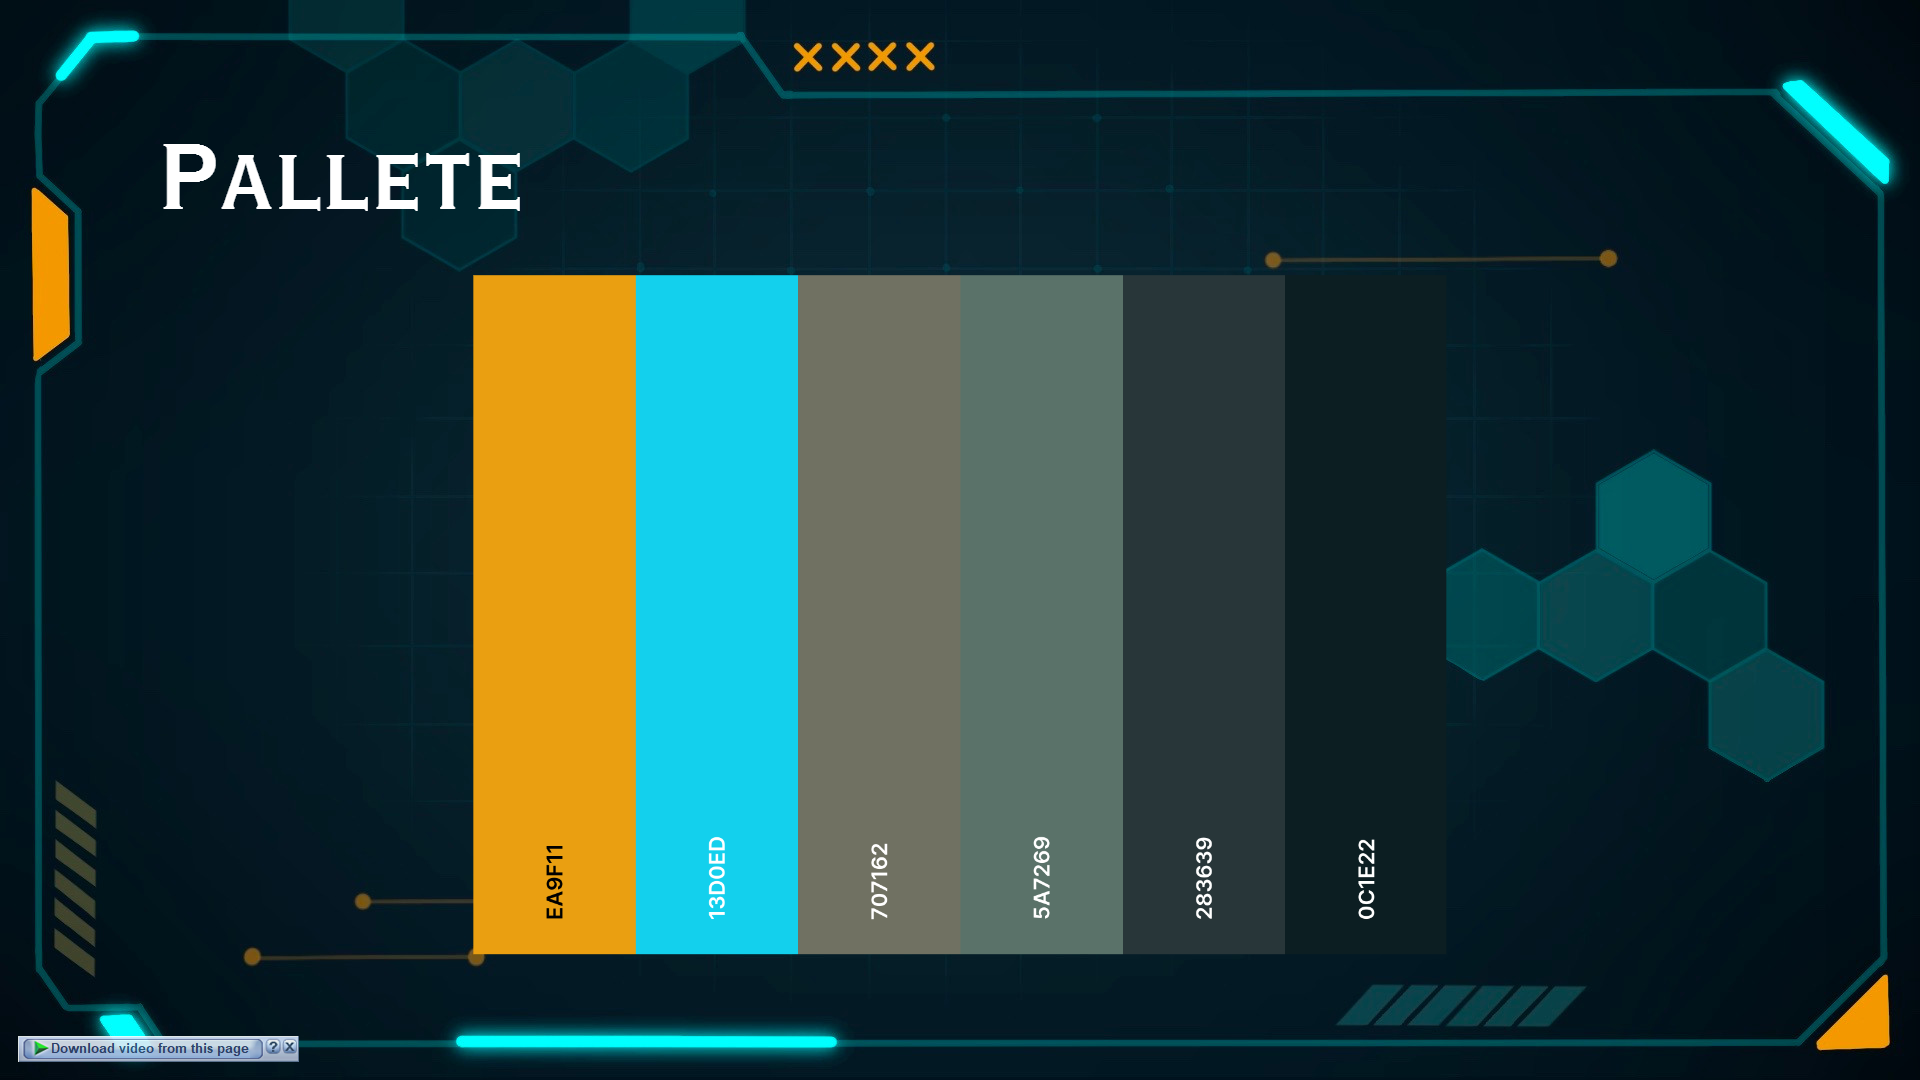 PALLETE
EA9F11
13D0ED
707162
5A7269
283639
0C1E22
Download video from this page ? X